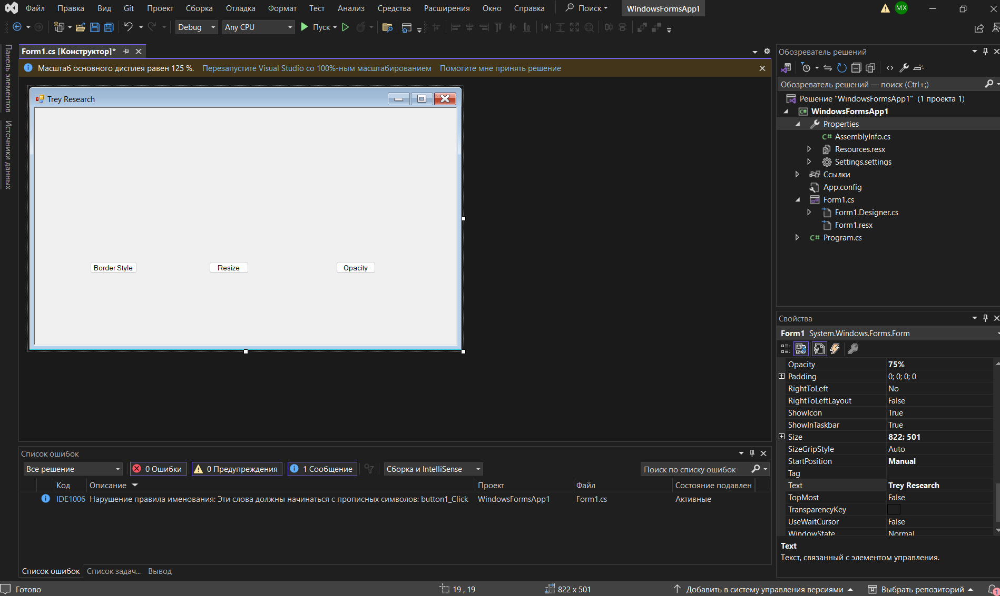 Файл Правка Вид Git Проект Сборка Отладка Формат Тест Анализ Средства Расширения Окно Справка Поиск WindowsFormsApp1 MX
Debug Any CPU Пуск
Панель элементов
Источники данных
Form1.cs [Конструктор]*
Масштаб основного дисплея равен 125 %. Перезапустите Visual Studio со 100%-ным масштабированием Помогите мне принять решение
Trey Research
Border Style Resize Opacity
Список ошибок
Все решение 0 Ошибки 0 Предупреждения 1 Сообщение Сборка и IntelliSense Поиск по списку ошибок
Код Описание Проект Файл Состояние подавлен
IDE1006 Нарушение правила именования: Эти слова должны начинаться с прописных символов: button1_Click WindowsFormsApp1 Form1.cs Активные
Список ошибок Список задач... Вывод
Обозреватель решений
Обозреватель решений — поиск (Ctrl+;)
Решение "WindowsFormsApp1" (1 проекта 1)
WindowsFormsApp1
Properties
AssemblyInfo.cs
Resources.resx
Settings.settings
Ссылки
App.config
Form1.cs
Form1.Designer.cs
Form1.resx
Program.cs
Свойства
Form1 System.Windows.Forms.Form
Opacity 75%
Padding 0; 0; 0; 0
RightToLeft No
RightToLeftLayout False
ShowIcon True
ShowInTaskbar True
Size 822; 501
SizeGripStyle Auto
StartPosition Manual
Tag
Text Trey Research
TopMost False
TransparencyKey
UseWaitCursor False
WindowState Normal
Text
Текст, связанный с элементом управления.
Готово 19 , 19 822 x 501 Добавить в систему управления версиями Выбрать репозиторий 1